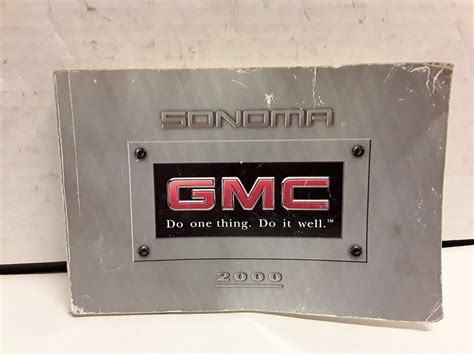 SONOMA®
GMC
Do one thing. Do it well.™
2000